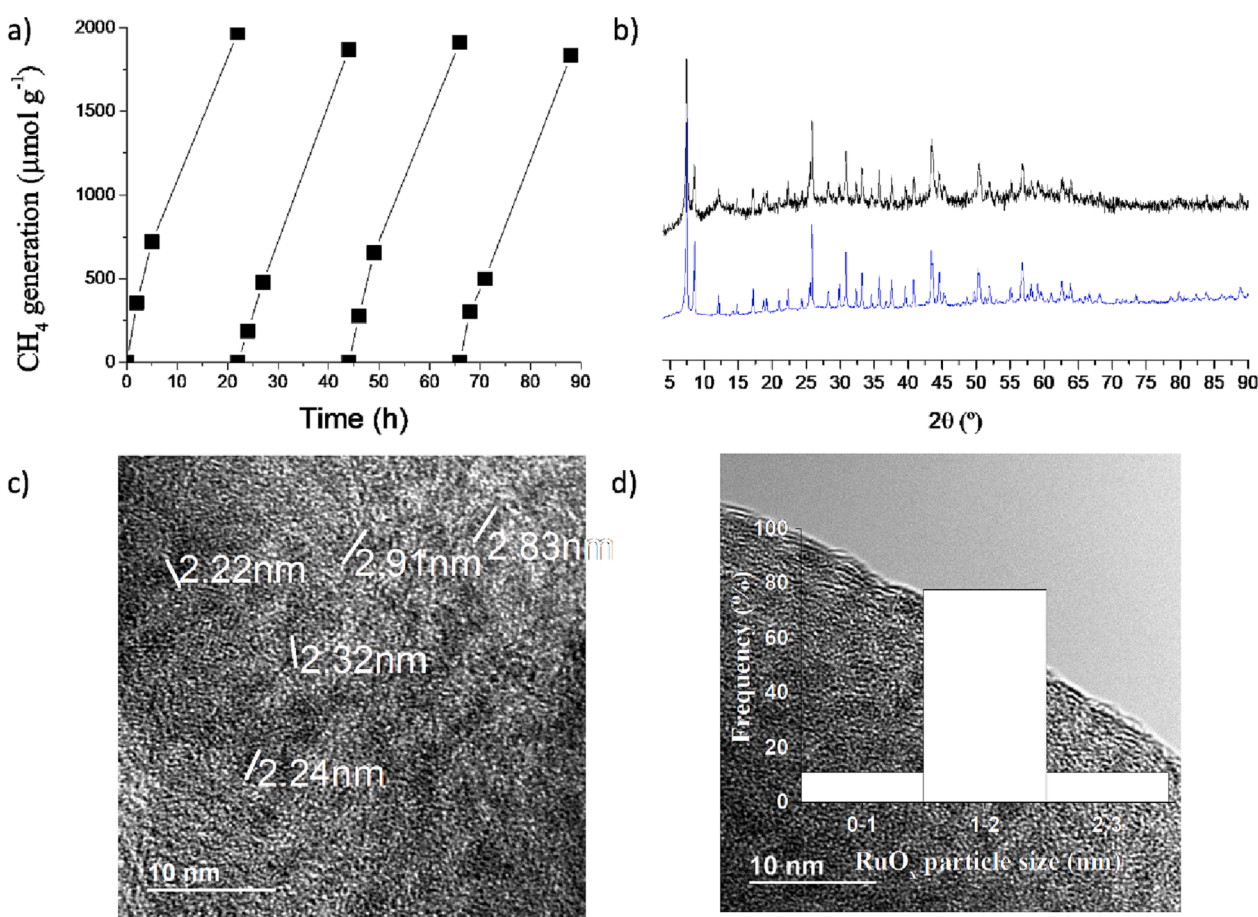 a)
2000
1500
1000
500
0
CH₄ generation (μmol g⁻¹)
0 10 20 30 40 50 60 70 80 90
Time (h)
b)
5 10 15 20 25 30 35 40 45 50 55 60 65 70 75 80 85 90
2θ (º)
c)
2.22nm
2.91nm
2.83nm
2.32nm
2.24nm
10 nm
d)
100
80
60
40
20
0
Frequency (%)
0-1 1-2 2-3
RuOₓ particle size (nm)
10 nm